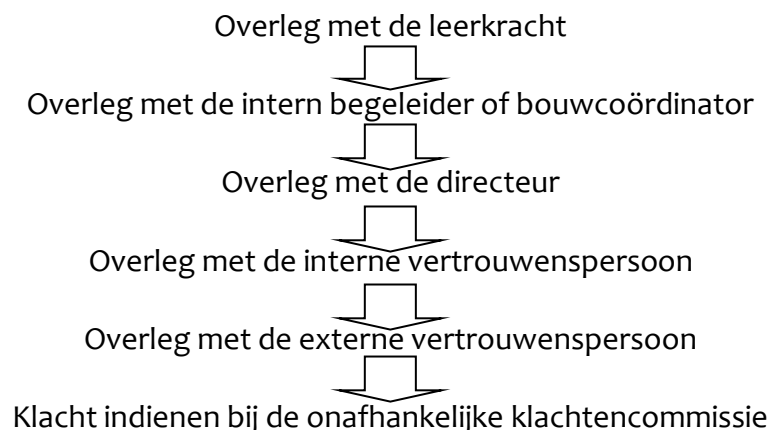 Overleg met de leerkracht
Overleg met de intern begeleider of bouwcoördinator
Overleg met de directeur
Overleg met de interne vertrouwenspersoon
Overleg met de externe vertrouwenspersoon
Klacht indienen bij de onafhankelijke klachtencommissie